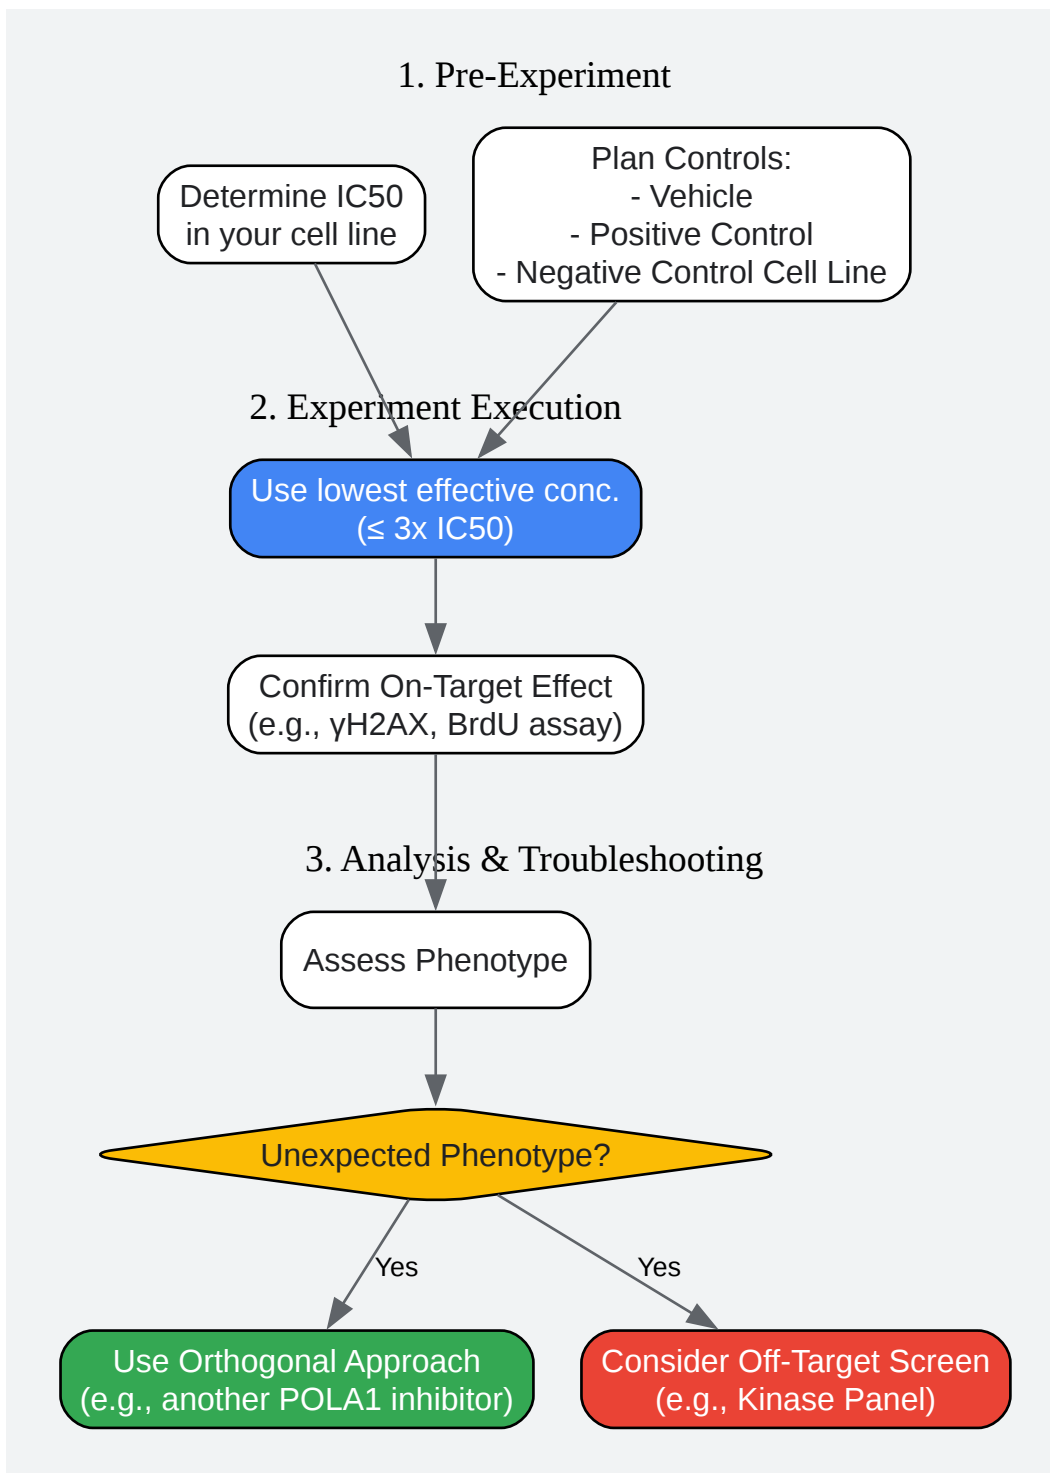 1. Pre-Experiment
Determine IC50
in your cell line
Plan Controls:
- Vehicle
- Positive Control
- Negative Control Cell Line
2. Experiment Execution
Use lowest effective conc.
(≤ 3x IC50)
Confirm On-Target Effect
(e.g., γH2AX, BrdU assay)
3. Analysis & Troubleshooting
Assess Phenotype
Unexpected Phenotype?
Yes
Yes
Use Orthogonal Approach
(e.g., another POLA1 inhibitor)
Consider Off-Target Screen
(e.g., Kinase Panel)